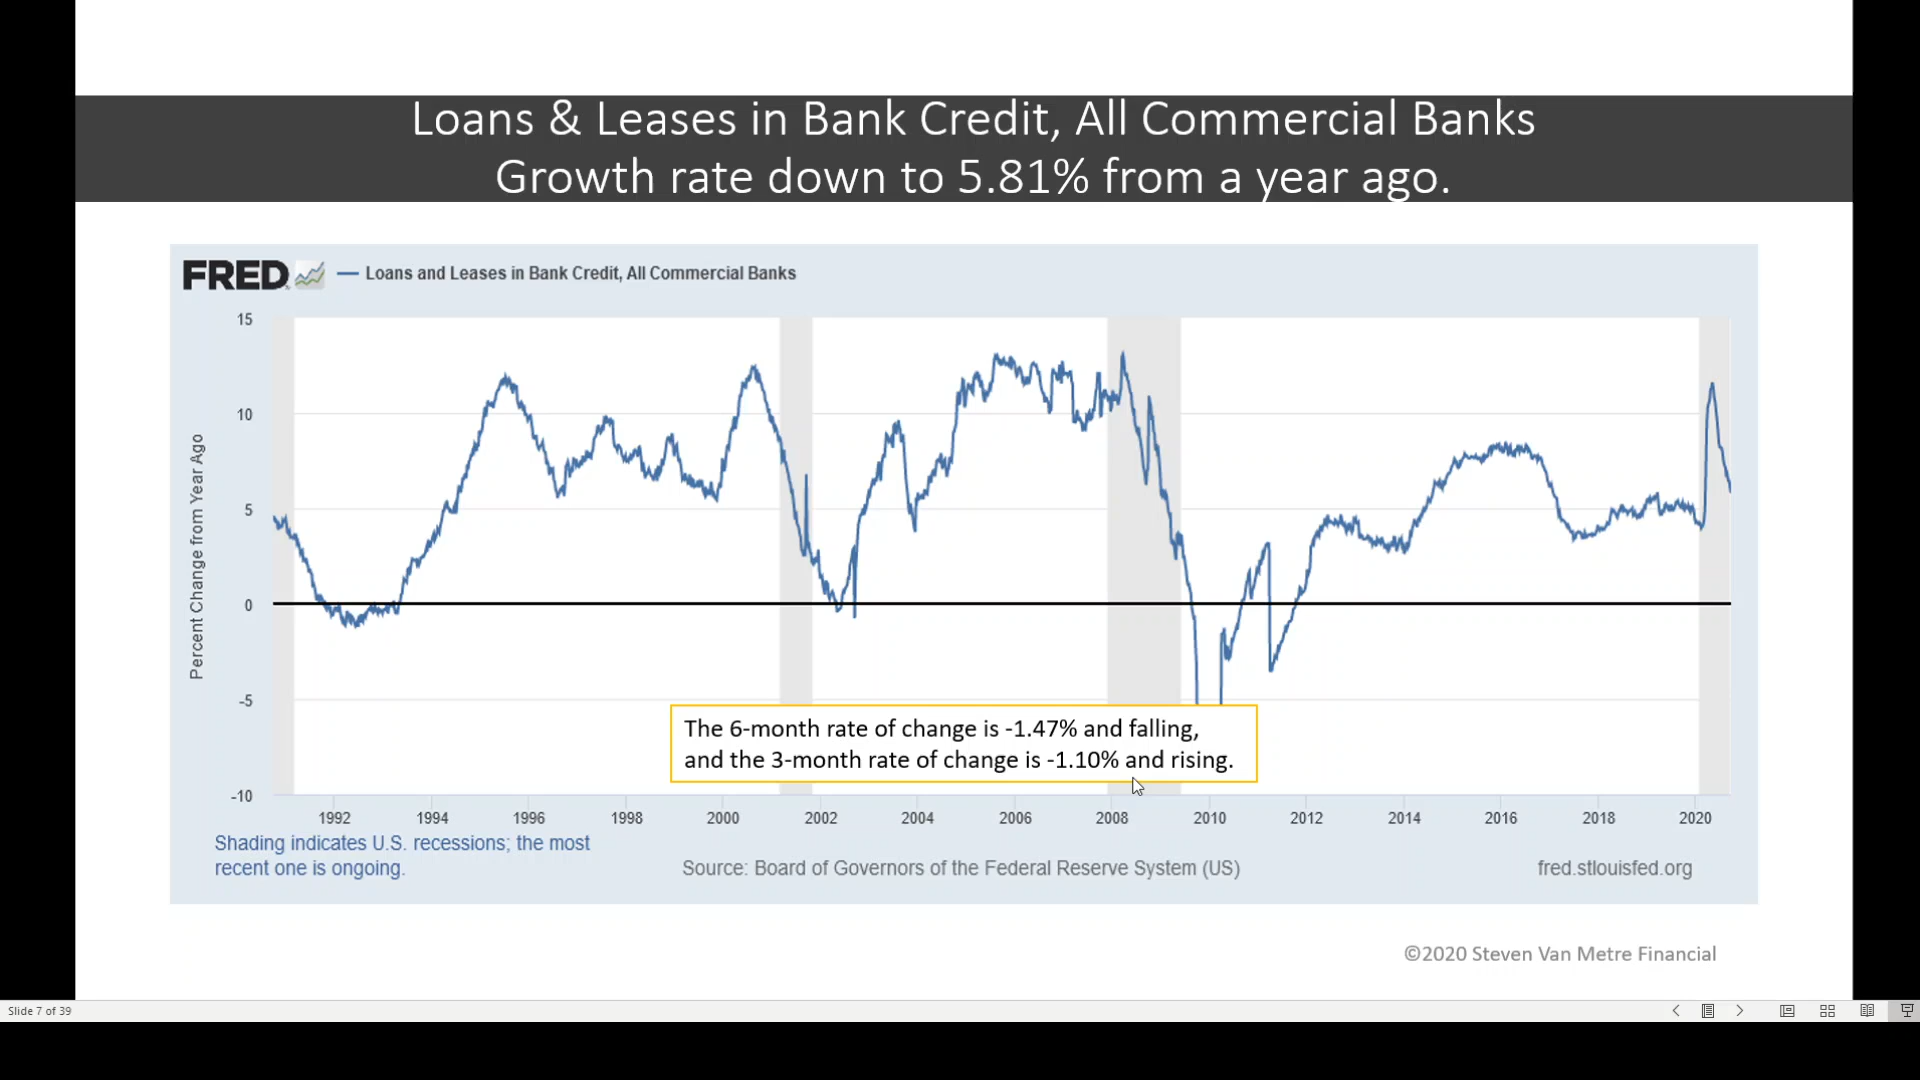 Loans & Leases in Bank Credit, All Commercial Banks
Growth rate down to 5.81% from a year ago.
FRED
Loans and Leases in Bank Credit, All Commercial Banks
Percent Change from Year Ago
15
10
5
0
-5
-10
The 6-month rate of change is -1.47% and falling,
and the 3-month rate of change is -1.10% and rising.
1992 1994 1996 1998 2000 2002 2004 2006 2008 2010 2012 2014 2016 2018 2020
Shading indicates U.S. recessions; the most
recent one is ongoing.
Source: Board of Governors of the Federal Reserve System (US)
fred.stlouisfed.org
©2020 Steven Van Metre Financial
Slide 7 of 39